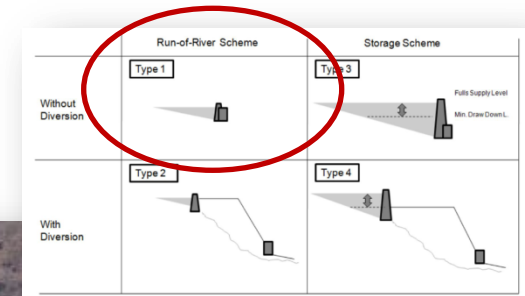 Run-of-River Scheme
Storage Scheme
Type 1
Type 3
Without
Diversion
Fulls Supply Level
Min. Draw Down L.
Type 2
Type 4
With
Diversion